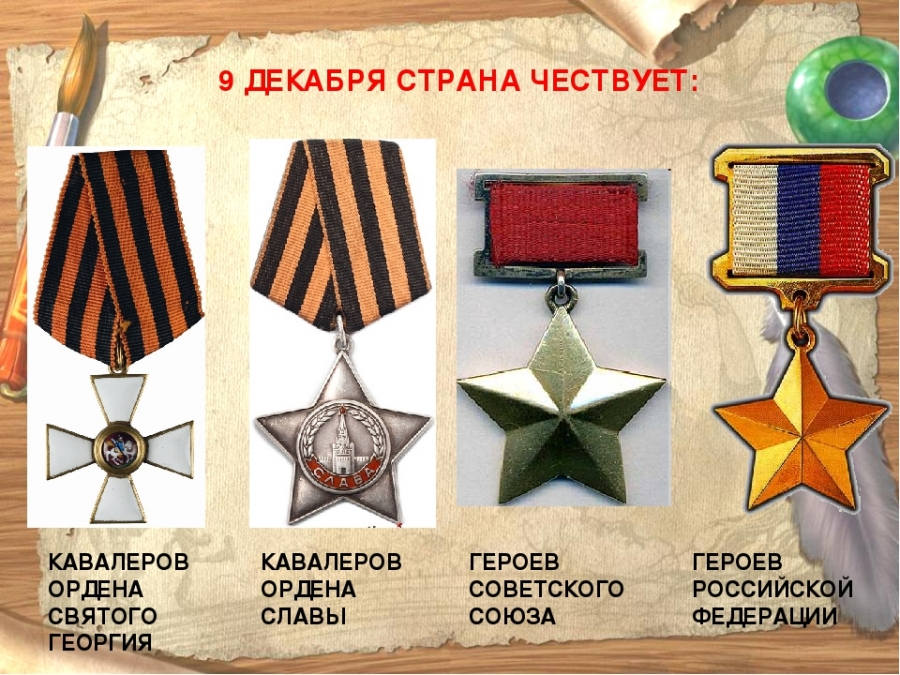 9 ДЕКАБРЯ СТРАНА ЧЕСТВУЕТ:
СЛАВА
КАВАЛЕРОВ
ОРДЕНА
СВЯТОГО
ГЕОРГИЯ
КАВАЛЕРОВ
ОРДЕНА
СЛАВЫ
ГЕРОЕВ
СОВЕТСКОГО
СОЮЗА
ГЕРОЕВ
РОССИЙСКОЙ
ФЕДЕРАЦИИ